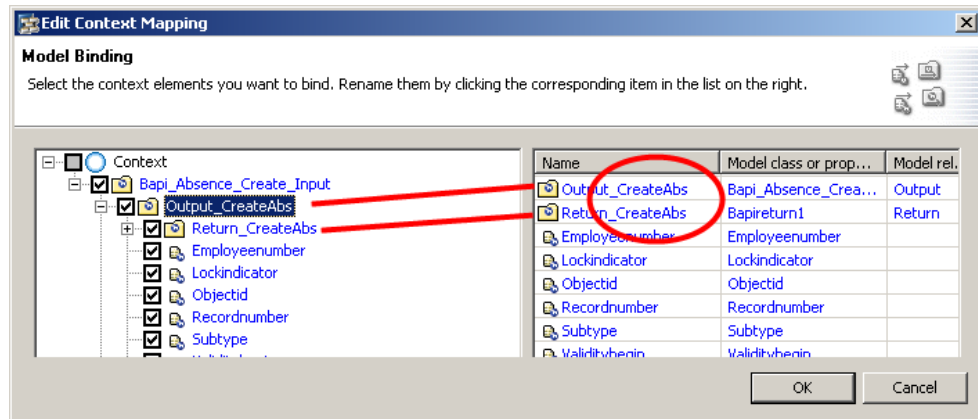 Edit Context Mapping
Model Binding
Select the context elements you want to bind. Rename them by clicking the corresponding item in the list on the right.
Context
Bapi_Absence_Create_Input
Output_CreateAbs
Return_CreateAbs
Employeenumber
Lockindicator
Objectid
Recordnumber
Subtype
Name Model class or prop... Model rel.
Output_CreateAbs Bapi_Absence_Crea... Output
Return_CreateAbs Bapireturn1 Return
Employeenumber Employeenumber
Lockindicator Lockindicator
Objectid Objectid
Recordnumber Recordnumber
Subtype Subtype
Validitybegin Validitybegin
OK Cancel